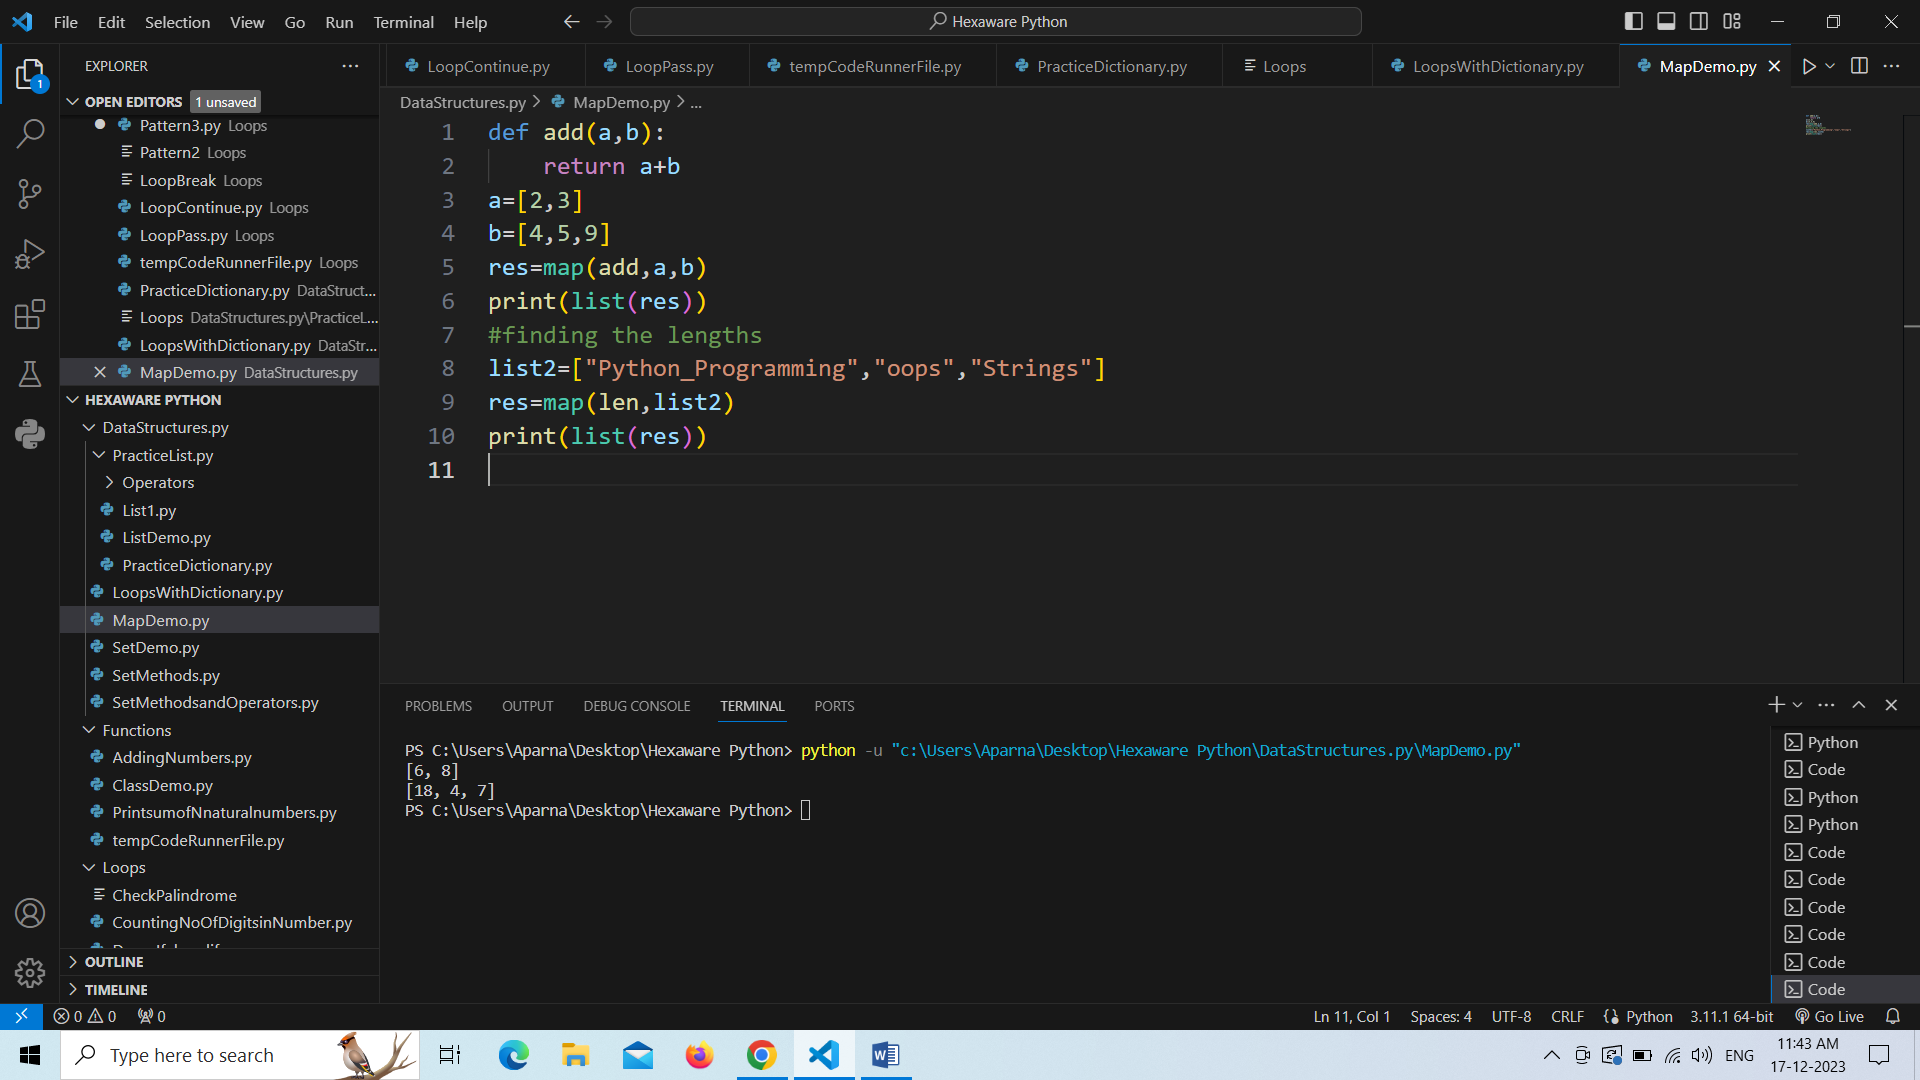 File Edit Selection View Go Run Terminal Help
Hexaware Python
EXPLORER
LoopContinue.py
LoopPass.py
tempCodeRunnerFile.py
PracticeDictionary.py
Loops
LoopsWithDictionary.py
MapDemo.py
OPEN EDITORS 1 unsaved
Pattern3.py Loops
Pattern2 Loops
LoopBreak Loops
LoopContinue.py Loops
LoopPass.py Loops
tempCodeRunnerFile.py Loops
PracticeDictionary.py DataStruct...
Loops DataStructures.py\PracticeL...
LoopsWithDictionary.py DataStr...
MapDemo.py DataStructures.py
HEXAWARE PYTHON
DataStructures.py
PracticeList.py
Operators
List1.py
ListDemo.py
PracticeDictionary.py
LoopsWithDictionary.py
MapDemo.py
SetDemo.py
SetMethods.py
SetMethodsandOperators.py
Functions
AddingNumbers.py
ClassDemo.py
PrintsumofNnaturalnumbers.py
tempCodeRunnerFile.py
Loops
CheckPalindrome
CountingNoOfDigitsinNumber.py
OUTLINE
TIMELINE
DataStructures.py > MapDemo.py > ...
1 def add(a,b):
2 return a+b
3 a=[2,3]
4 b=[4,5,9]
5 res=map(add,a,b)
6 print(list(res))
7 #finding the lengths
8 list2=["Python_Programming","oops","Strings"]
9 res=map(len,list2)
10 print(list(res))
11
PROBLEMS OUTPUT DEBUG CONSOLE TERMINAL PORTS
PS C:\Users\Aparna\Desktop\Hexaware Python> python -u "c:\Users\Aparna\Desktop\Hexaware Python\DataStructures.py\MapDemo.py"
[6, 8]
[18, 4, 7]
PS C:\Users\Aparna\Desktop\Hexaware Python>
Python
Code
Python
Python
Code
Code
Code
Code
Code
Code
0 0 0
Ln 11, Col 1 Spaces: 4 UTF-8 CRLF Python 3.11.1 64-bit Go Live
Type here to search
ENG
11:43 AM
17-12-2023
1